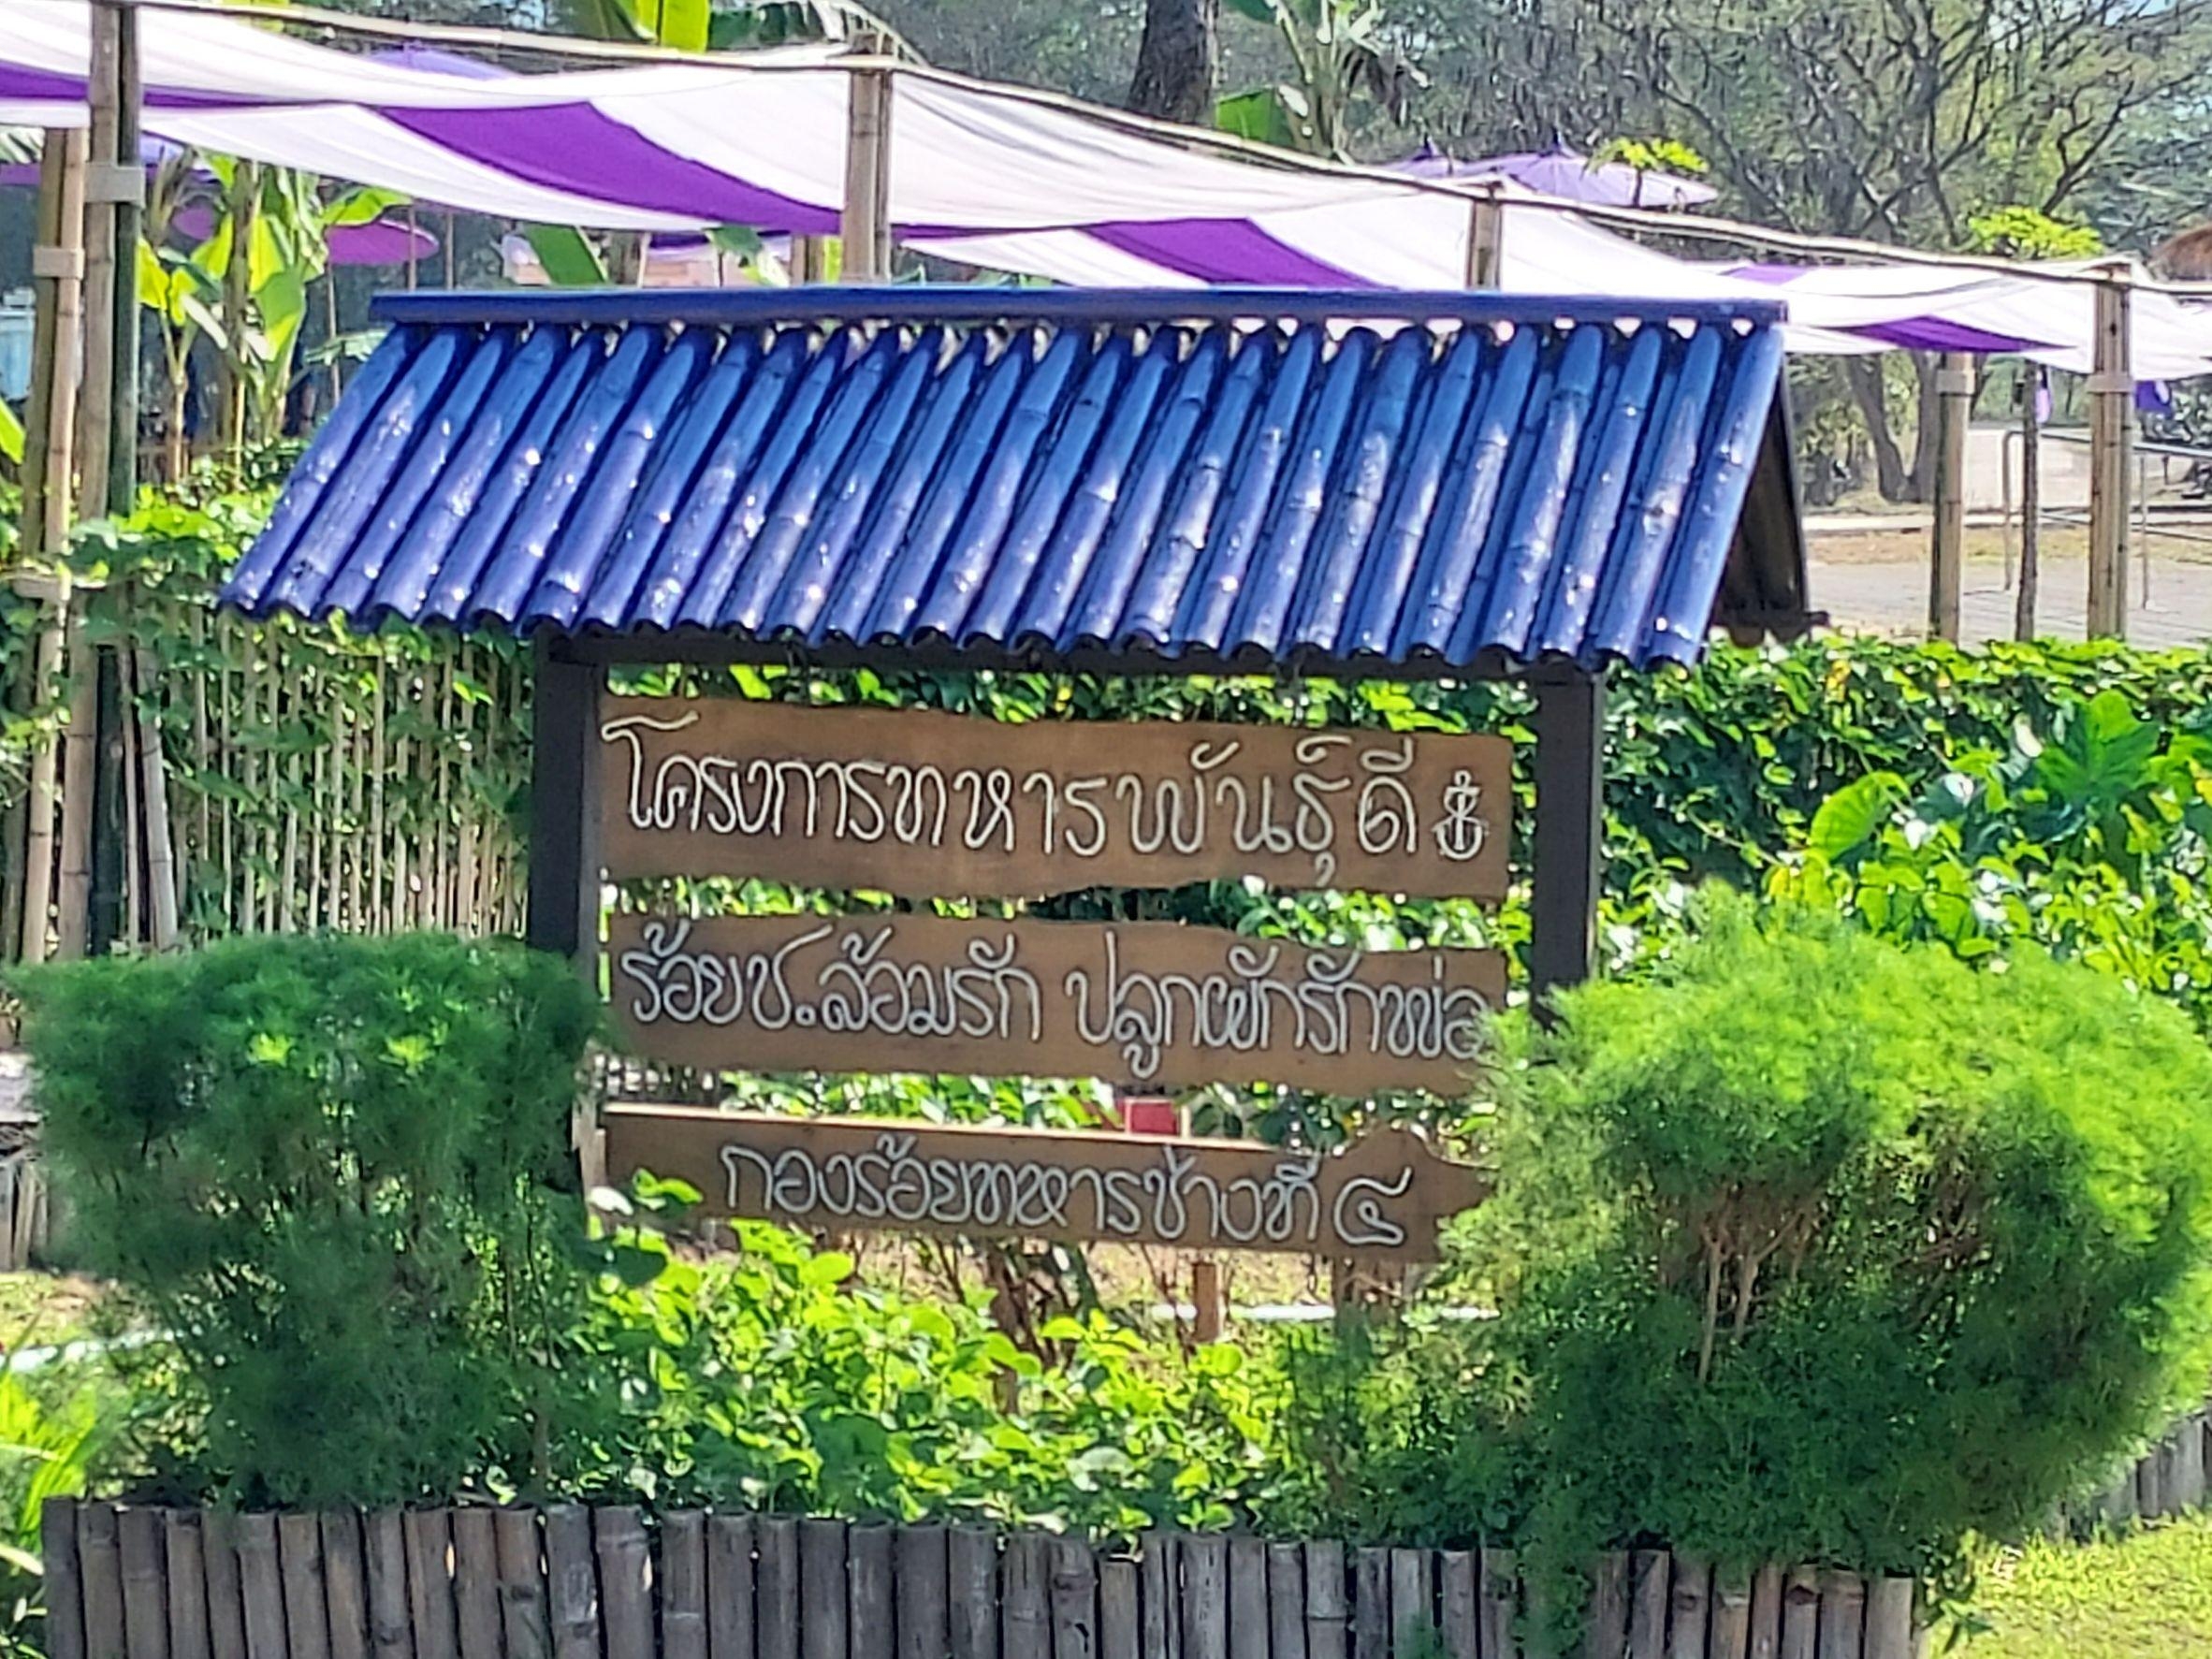 โครงการทหารพันธุ์ดี
ร้อยช.ล้อมรัก ปลูกผักรักพ่อ
กองร้อยทหารช่างที่ ๔